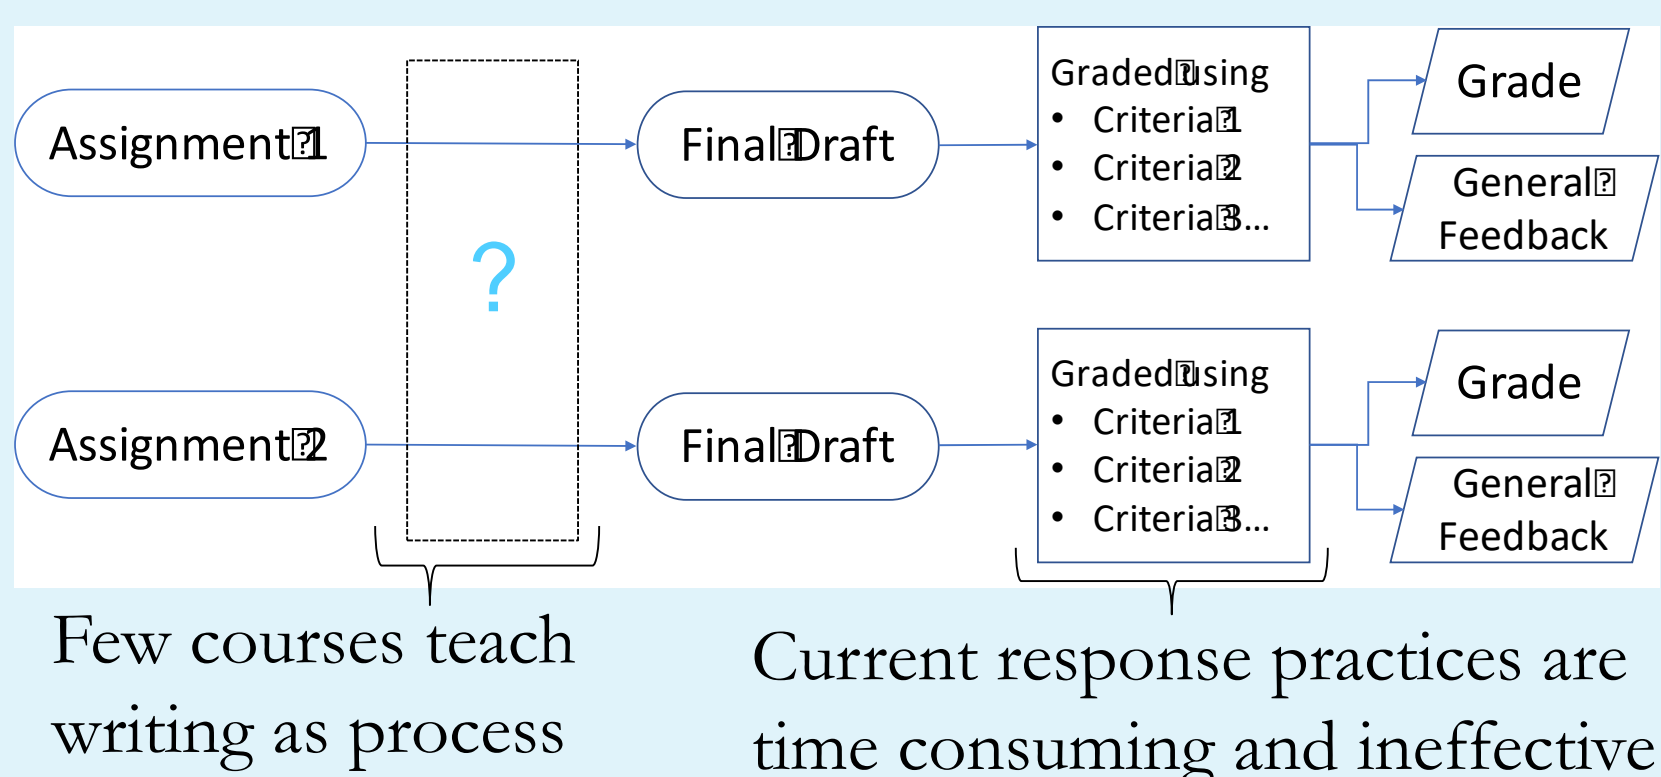 Assignment 1
Final Draft
Graded using
• Criteria 1
• Criteria 2
• Criteria 3...
Grade
General
Feedback
?
Assignment 2
Final Draft
Graded using
• Criteria 1
• Criteria 2
• Criteria 3...
Grade
General
Feedback
Few courses teach
writing as process
Current response practices are
time consuming and ineffective